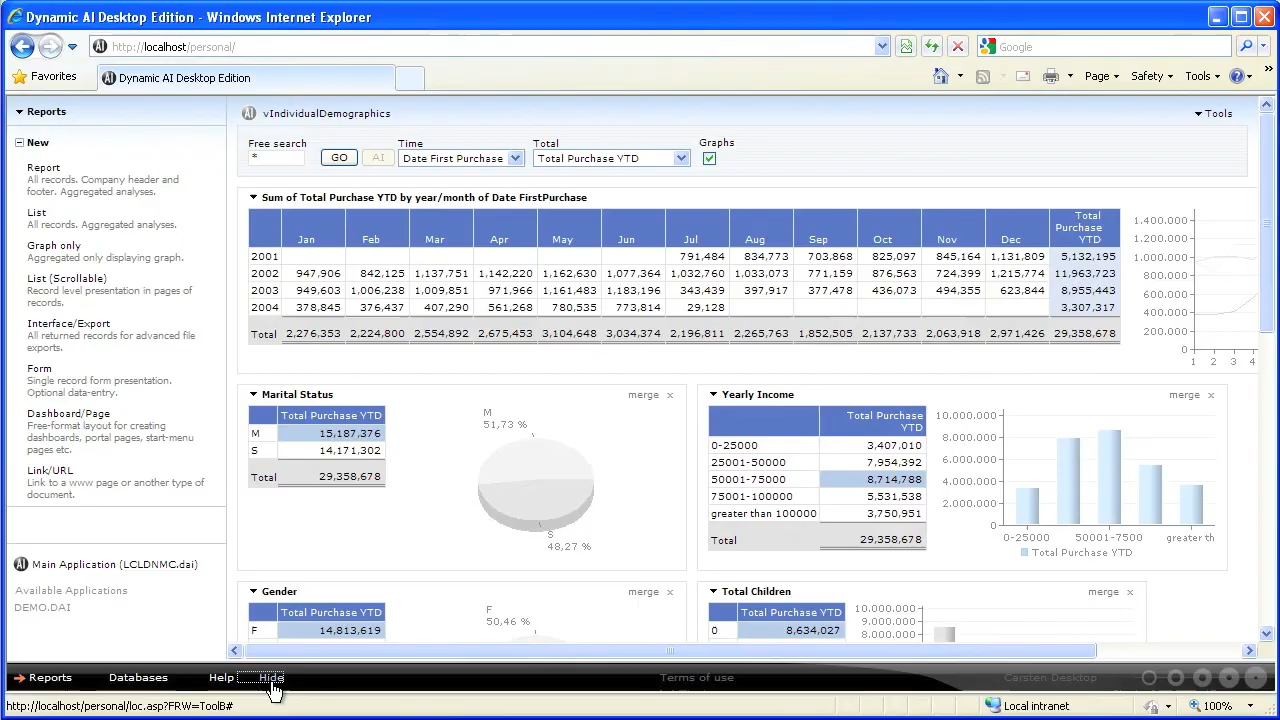 Dynamic AI Desktop Edition - Windows Internet Explorer
http://localhost/personal/
Google
Favorites
Dynamic AI Desktop Edition
Page
Safety
Tools
Reports
New
Report
All records. Company header and
footer. Aggregated analyses.
List
All records. Aggregated analyses.
Graph only
Aggregated only displaying graph.
List (Scrollable)
Record level presentation in pages of
records.
Interface/Export
All returned records for advanced file
exports.
Form
Single record form presentation.
Optional data-entry.
Dashboard/Page
Free-format layout for creating
dashboards, portal pages, start-menu
pages etc.
Link/URL
Link to a www page or another type of
document.
AI Main Application (LCLDNMC.dai)
Available Applications
DEMO.DAI
AI vIndividualDemographics
Tools
Free search Time Total Graphs
* GO AI Date First Purchase Total Purchase YTD
Sum of Total Purchase YTD by year/month of Date FirstPurchase
Jan Feb Mar Apr May Jun Jul Aug Sep Oct Nov Dec Total Purchase YTD
2001 791,484 834,773 703,868 825,097 845,164 1,131,809 5,132,195
2002 947,906 842,125 1,137,751 1,142,220 1,162,630 1,077,364 1,032,760 1,033,073 771,159 876,563 724,399 1,215,774 11,963,723
2003 949,603 1,006,238 1,009,851 971,966 1,161,483 1,183,196 343,439 397,917 377,478 436,073 494,355 623,844 8,955,443
2004 378,845 376,437 407,290 561,268 780,535 773,814 29,128 3,307,317
Total 2,276,353 2,224,800 2,554,892 2,675,453 3,104,648 3,034,374 2,196,811 2,265,763 1,852,505 2,137,733 2,063,918 2,971,426 29,358,678
1.400.000
1.200.000
1.000.000
800.000
600.000
400.000
200.000
0
1 2 3 4
Marital Status merge x
Total Purchase YTD
M 15,187,376
S 14,171,302
Total 29,358,678
M
51,73 %
S
48,27 %
Yearly Income merge x
Total Purchase
YTD
0-25000 3,407,010
25001-50000 7,954,392
50001-75000 8,714,788
75001-100000 5,531,538
greater than 100000 3,750,951
Total 29,358,678
10.000.000
8.000.000
6.000.000
4.000.000
2.000.000
0
0-25000 50001-7500 greater th
Total Purchase YTD
Gender merge x
Total Purchase YTD
F 14,813,619
F
50,46 %
Total Children merge x
Total Purchase YTD
0 8,634,027
10.000.000
9.000.000
8.000.000
Reports Databases Help Hide Terms of use Carsten Desktop
http://localhost/personal/loc.asp?FRW=ToolB# Local intranet 100%